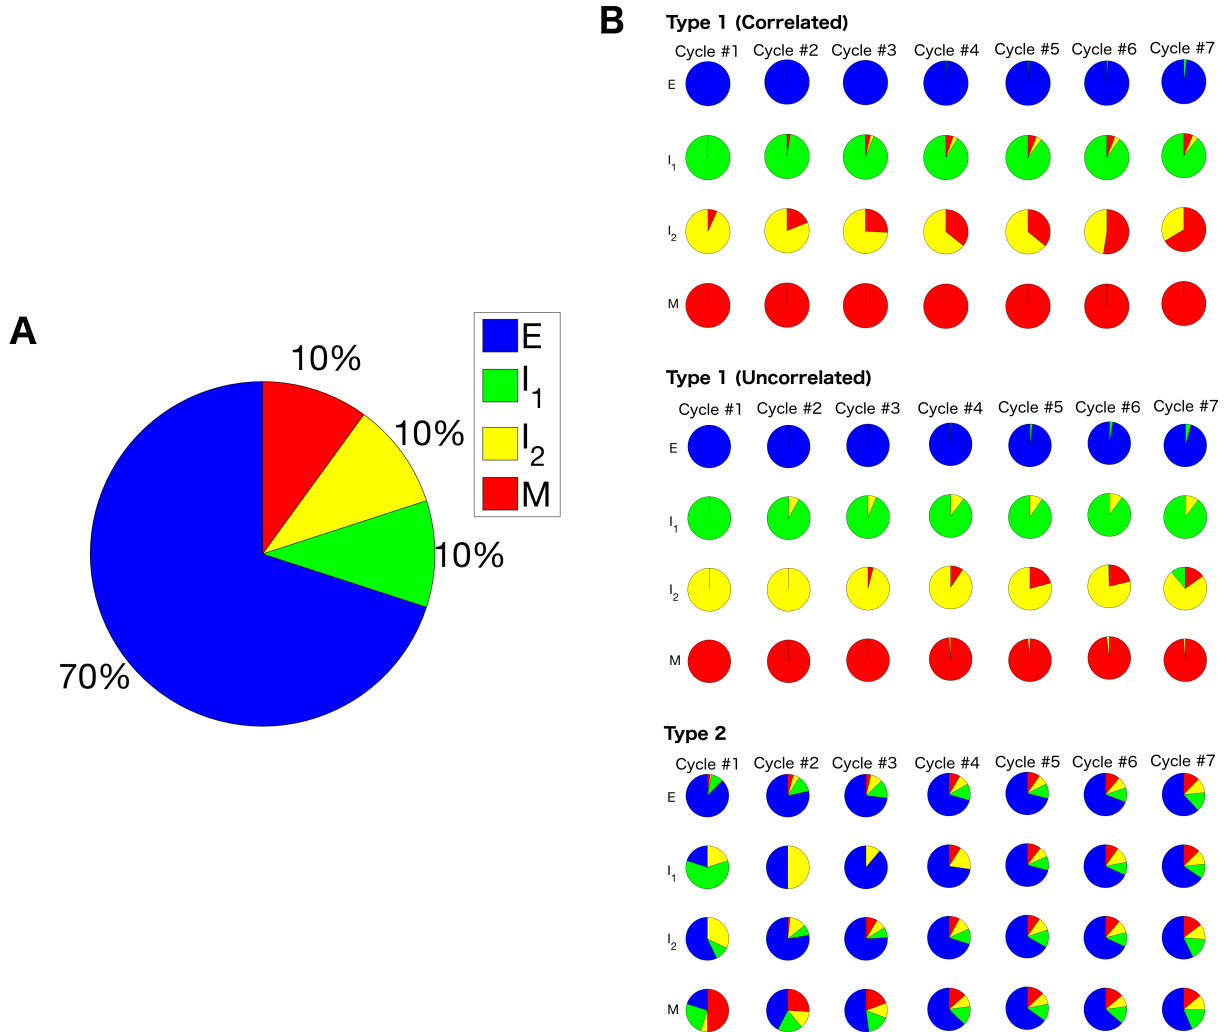 A
10%
10%
10%
70%
E
I1
I2
M
B
Type 1 (Correlated)
Cycle #1 Cycle #2 Cycle #3 Cycle #4 Cycle #5 Cycle #6 Cycle #7
E
I1
I2
M
Type 1 (Uncorrelated)
Cycle #1 Cycle #2 Cycle #3 Cycle #4 Cycle #5 Cycle #6 Cycle #7
E
I1
I2
M
Type 2
Cycle #1 Cycle #2 Cycle #3 Cycle #4 Cycle #5 Cycle #6 Cycle #7
E
I1
I2
M